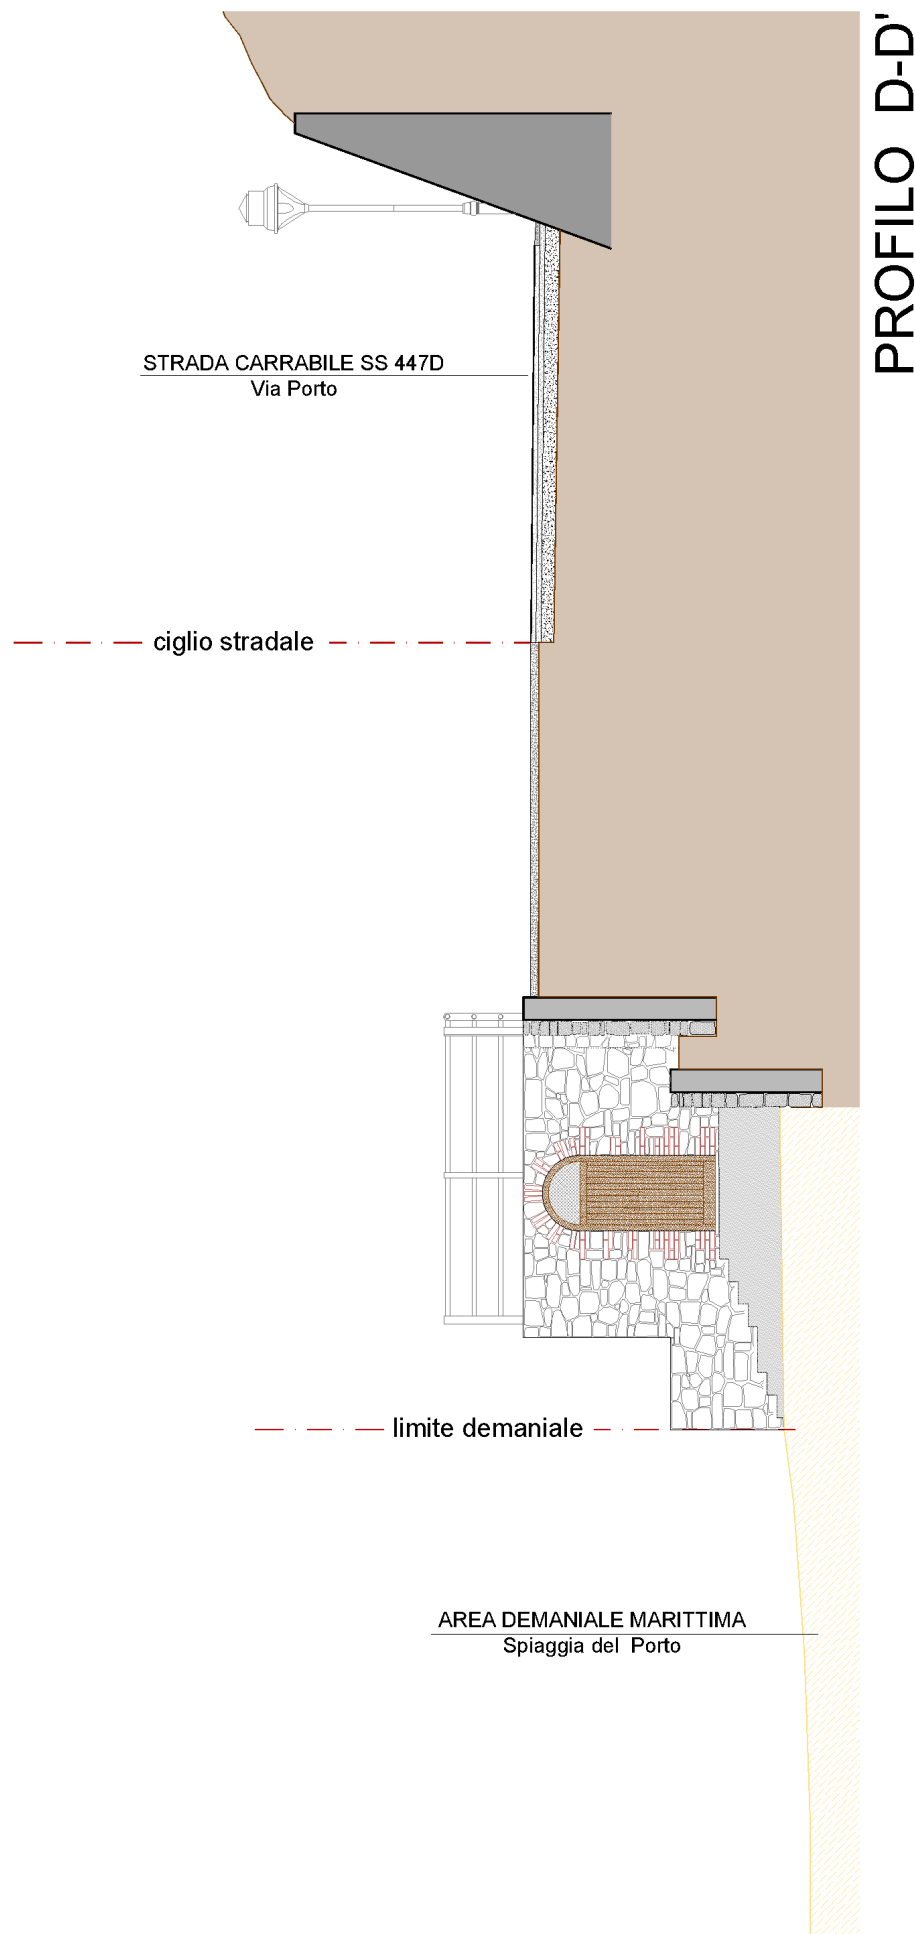 PROFILO D-D'
STRADA CARRABILE SS 447D
Via Porto
ciglio stradale
limite demaniale
AREA DEMANIALE MARITTIMA
Spiaggia del Porto